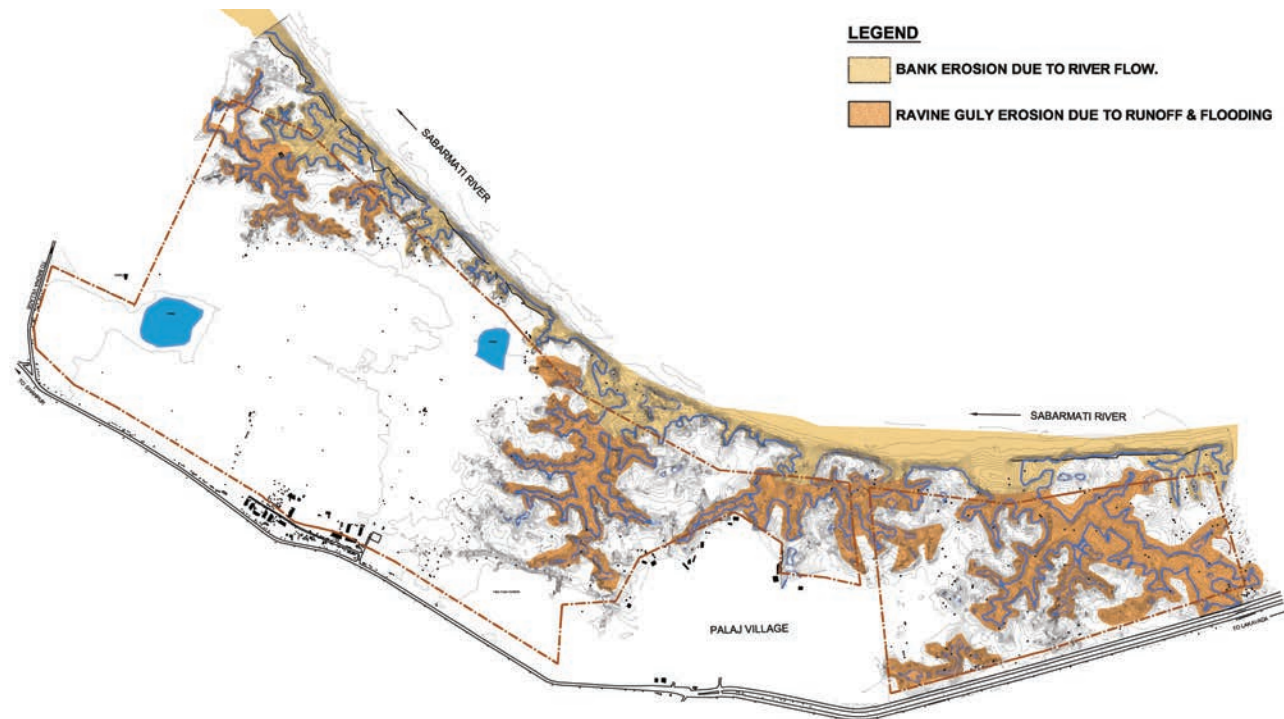 LEGEND
BANK EROSION DUE TO RIVER FLOW.
RAVINE GULY EROSION DUE TO RUNOFF & FLOODING
SABARMATI RIVER
SABARMATI RIVER
PALAJ VILLAGE